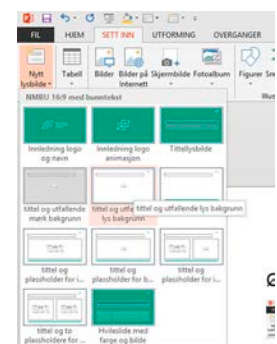 FIL HJEM SETT INN UTFORMING OVERGANGER
Nytt lysbilde
Tabell
Bilder
Bilder på Internett
Skjermbilde
Fotoalbum
Figurer
NMBU 16:9 med bunntekst
Innledning logo og navn
Innledning logo animasjon
Tittellysbilde
tittel og utfallende mørk bakgrunn
tittel og utfa
lys bakgrunn
tittel og utfallende lys bakgrunn
tittel og plassholder for i...
tittel og plassholder for b...
tittel og plassholder for i...
tittel og to plassholdere for ...
Hvileslide med farge og bilde